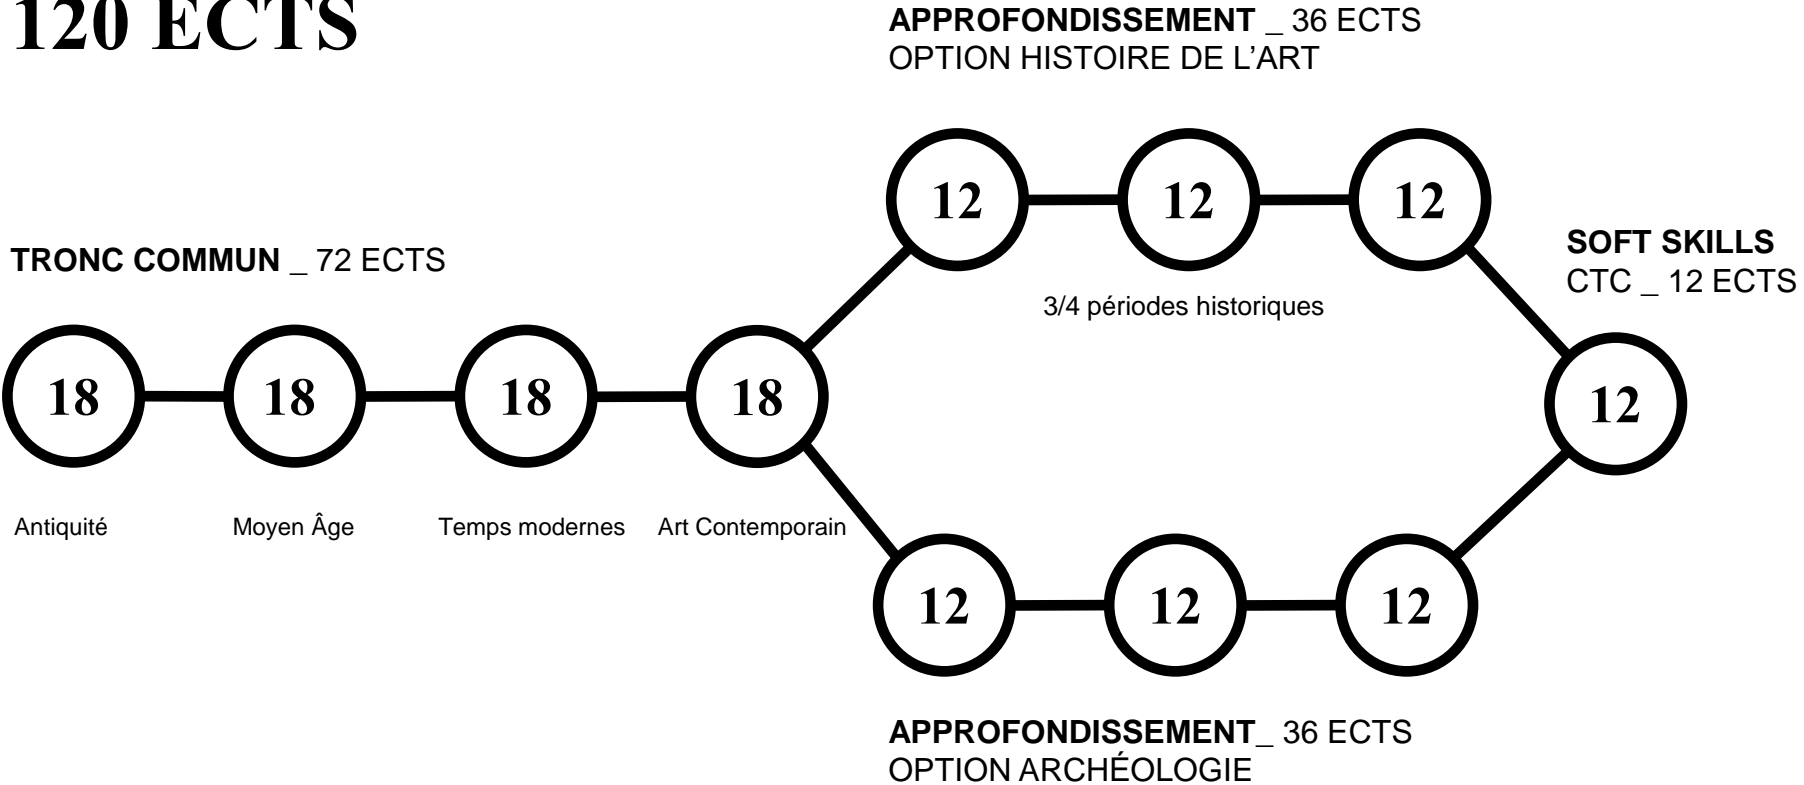 120 ECTS
APPROFONDISSEMENT _ 36 ECTS
OPTION HISTOIRE DE L’ART
12
12
12
TRONC COMMUN _ 72 ECTS
SOFT SKILLS
CTC _ 12 ECTS
3/4 périodes historiques
18
18
18
18
12
Antiquité
Moyen Âge
Temps modernes
Art Contemporain
12
12
12
APPROFONDISSEMENT_ 36 ECTS
OPTION ARCHÉOLOGIE